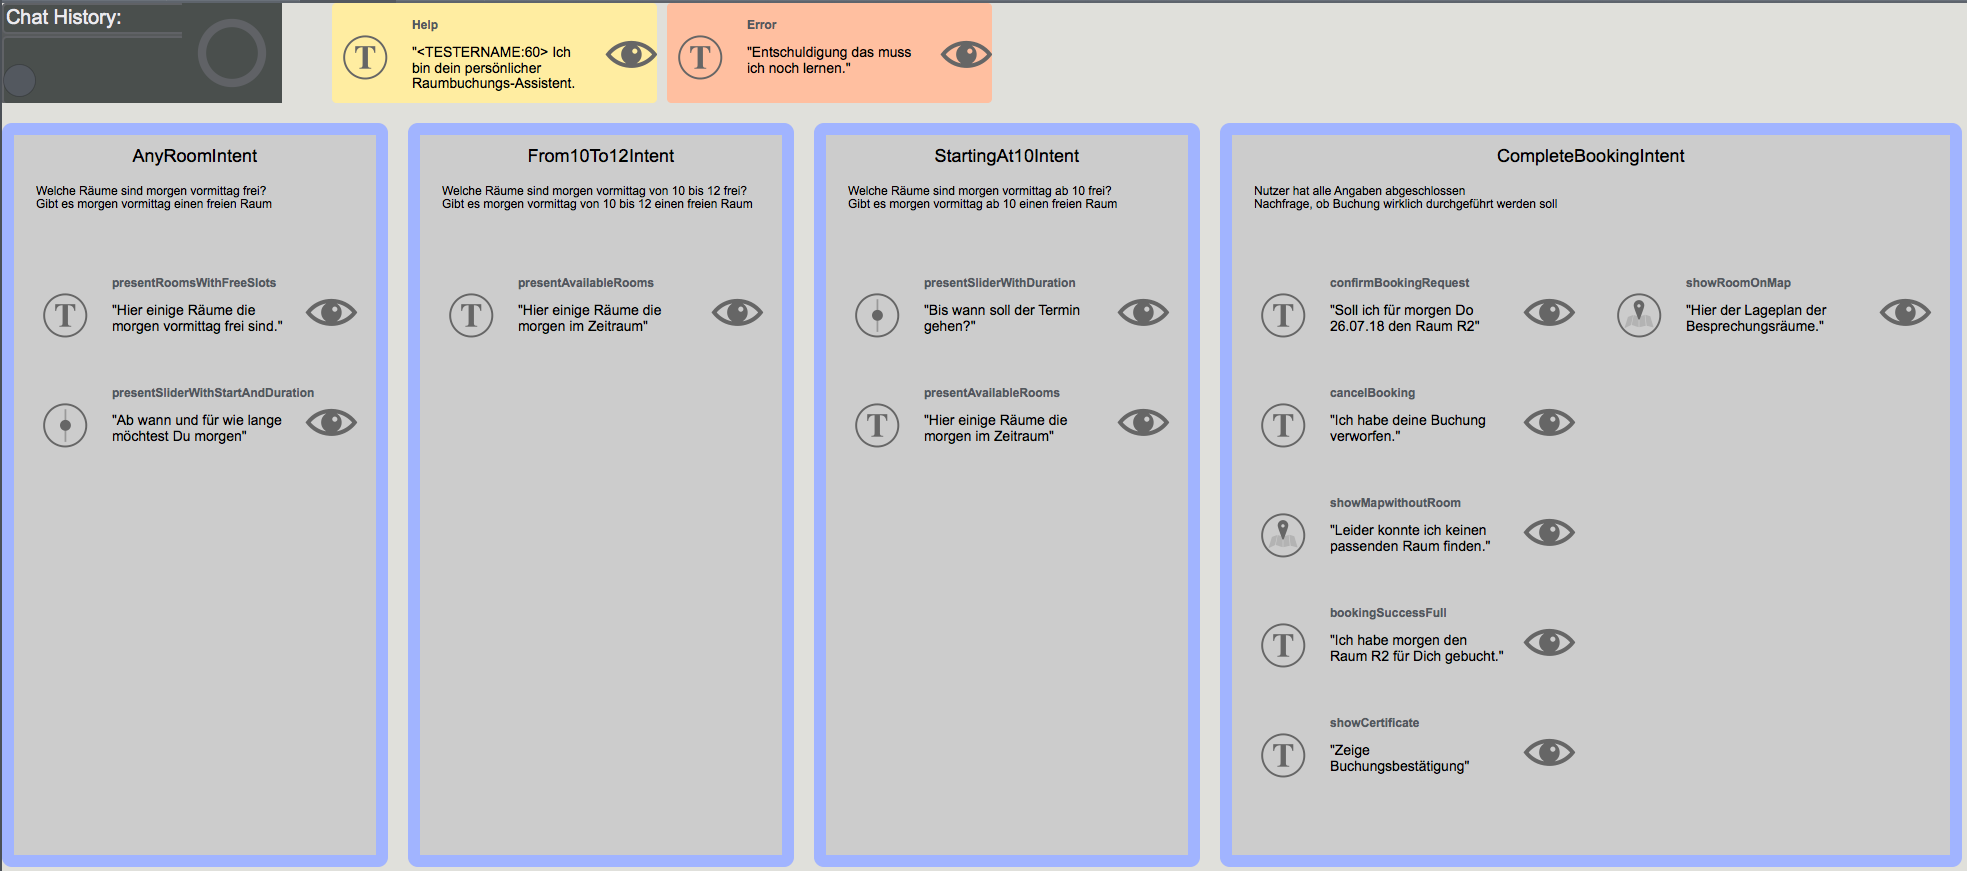 Chat History:
Help
"<TESTERNAME:60> Ich
bin dein persönlicher
Raumbuchungs-Assistent.
T
Error
"Entschuldigung das muss
ich noch lernen."
T
AnyRoomIntent
Welche Räume sind morgen vormittag frei?
Gibt es morgen vormittag einen freien Raum
presentRoomsWithFreeSlots
T
"Hier einige Räume die
morgen vormittag frei sind."
presentSliderWithStartAndDuration
"Ab wann und für wie lange
möchtest Du morgen"
From10To12Intent
Welche Räume sind morgen vormittag von 10 bis 12 frei?
Gibt es morgen vormittag von 10 bis 12 einen freien Raum
presentAvailableRooms
T
"Hier einige Räume die
morgen im Zeitraum"
StartingAt10Intent
Welche Räume sind morgen vormittag ab 10 frei?
Gibt es morgen vormittag ab 10 einen freien Raum
presentSliderWithDuration
"Bis wann soll der Termin
gehen?"
presentAvailableRooms
T
"Hier einige Räume die
morgen im Zeitraum"
CompleteBookingIntent
Nutzer hat alle Angaben abgeschlossen
Nachfrage, ob Buchung wirklich durchgeführt werden soll
confirmBookingRequest
T
"Soll ich für morgen Do
26.07.18 den Raum R2"
showRoomOnMap
"Hier der Lageplan der
Besprechungsräume."
cancelBooking
T
"Ich habe deine Buchung
verworfen."
showMapwithoutRoom
"Leider konnte ich keinen
passenden Raum finden."
bookingSuccessFull
T
"Ich habe morgen den
Raum R2 für Dich gebucht."
showCertificate
T
"Zeige
Buchungsbestätigung"